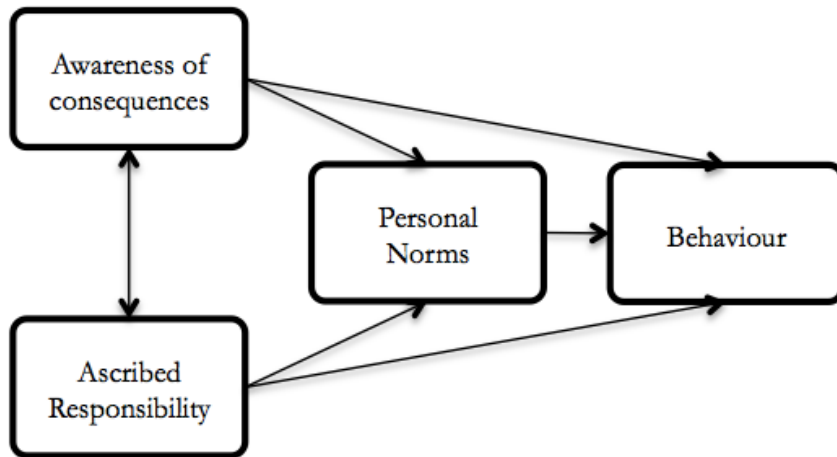 Awareness of
consequences
Personal
Norms
Behaviour
Ascribed
Responsibility